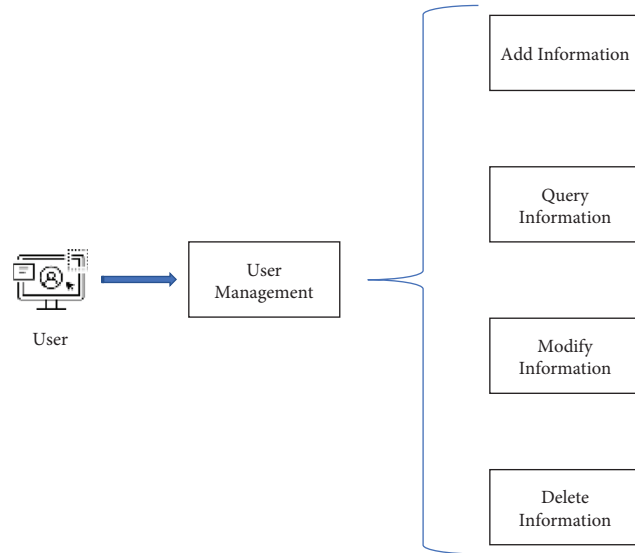 Add Information
Query
Information
User
Management
User
Modify
Information
Delete
Information